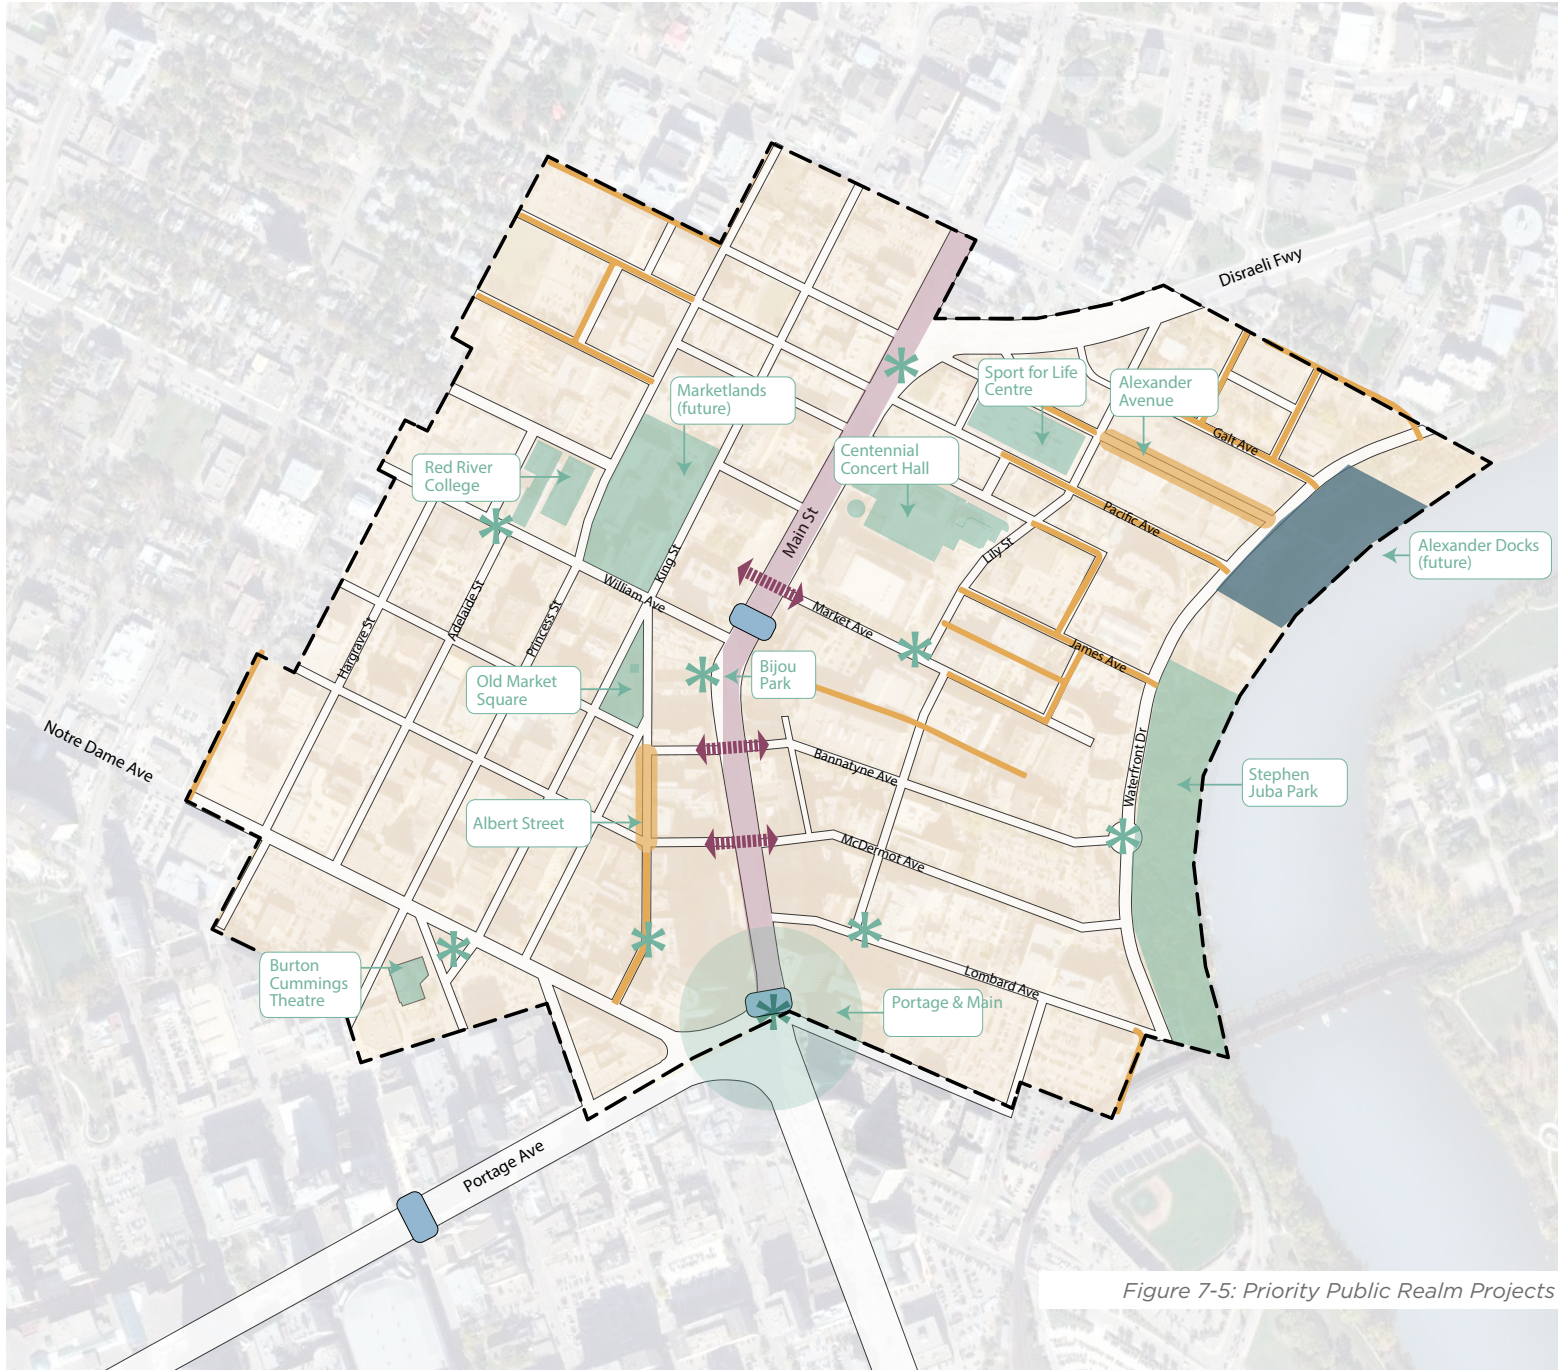 Disraeli Fwy
Sport for Life
Centre
Alexander
Avenue
Marketlands
(future)
Galt Ave
Centennial
Concert Hall
Red River
College
Pacific Ave
Main St
Lily St
Alexander Docks
(future)
King St
William Ave
Adelaide St
Princess St
Market Ave
Hargrave St
James Ave
Bijou
Park
Old Market
Square
Notre Dame Ave
Bannatyne Ave
Waterfront Dr
Stephen
Juba Park
Albert Street
McDermot Ave
Burton
Cummings
Theatre
Lombard Ave
Portage & Main
Portage Ave
Figure 7-5: Priority Public Realm Projects